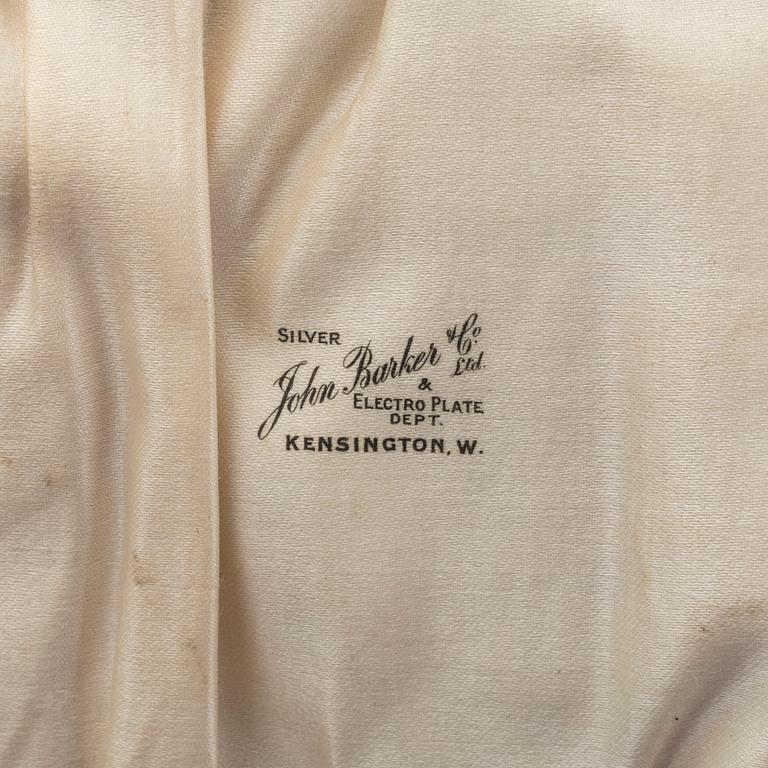 SILVER
John Barker & Co.
Ltd.
&
ELECTRO PLATE
DEPT.
KENSINGTON, W.